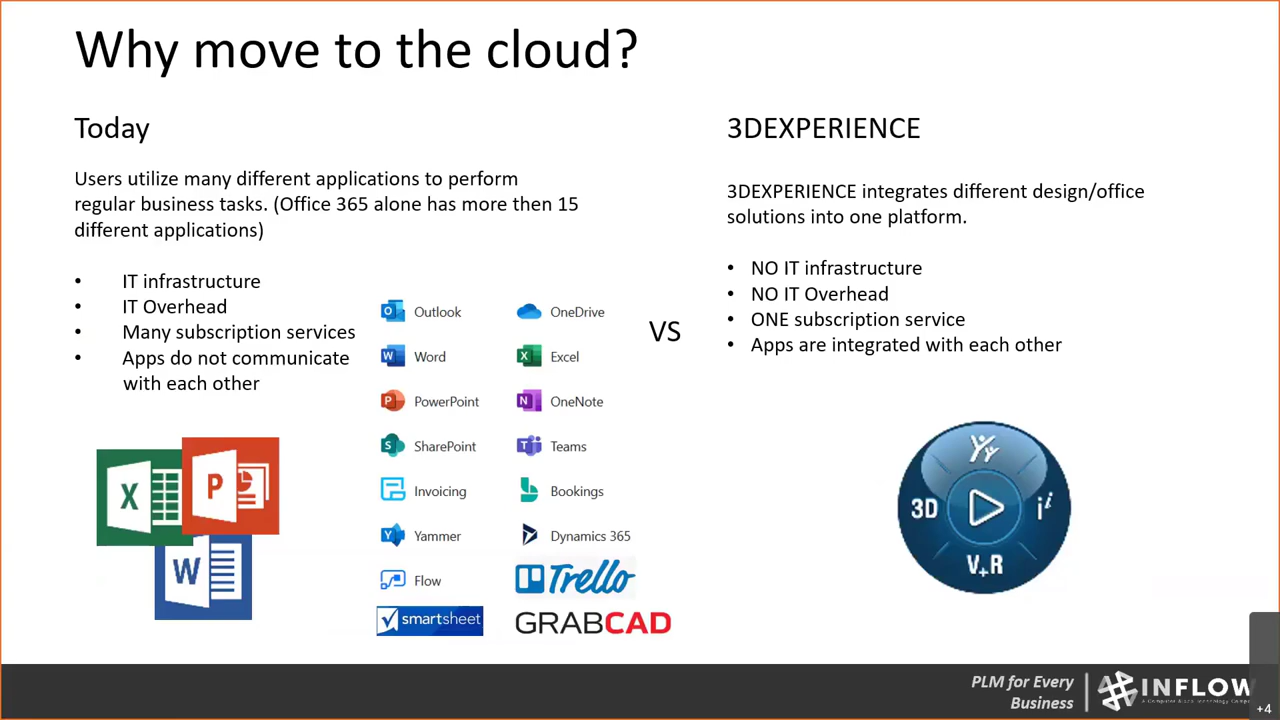 Why move to the cloud?
Today
Users utilize many different applications to perform
regular business tasks. (Office 365 alone has more then 15
different applications)
• IT infrastructure
• IT Overhead
• Many subscription services
• Apps do not communicate
with each other
Outlook
OneDrive
Word
Excel
PowerPoint
OneNote
SharePoint
Teams
Invoicing
Bookings
Yammer
Dynamics 365
Flow
Trello
smartsheet
GRABCAD
X
P
W
VS
3DEXPERIENCE
3DEXPERIENCE integrates different design/office
solutions into one platform.
• NO IT infrastructure
• NO IT Overhead
• ONE subscription service
• Apps are integrated with each other
3D
i
V+R
PLM for Every
Business
INFLOW
+4